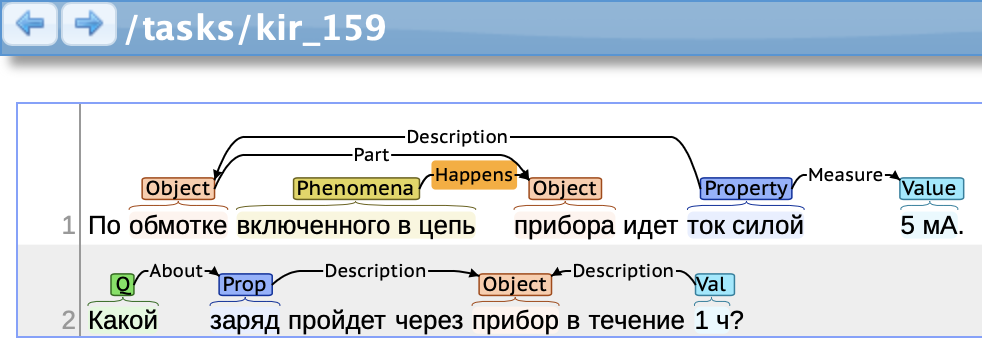 /tasks/kir_159
Description
Part
Happens
Object Phenomena Object Property Measure Value
1 По обмотке включенного в цепь прибора идет ток силой 5 мА.
About Description Description
Q Prop Object Val
2 Какой заряд пройдет через прибор в течение 1 ч?